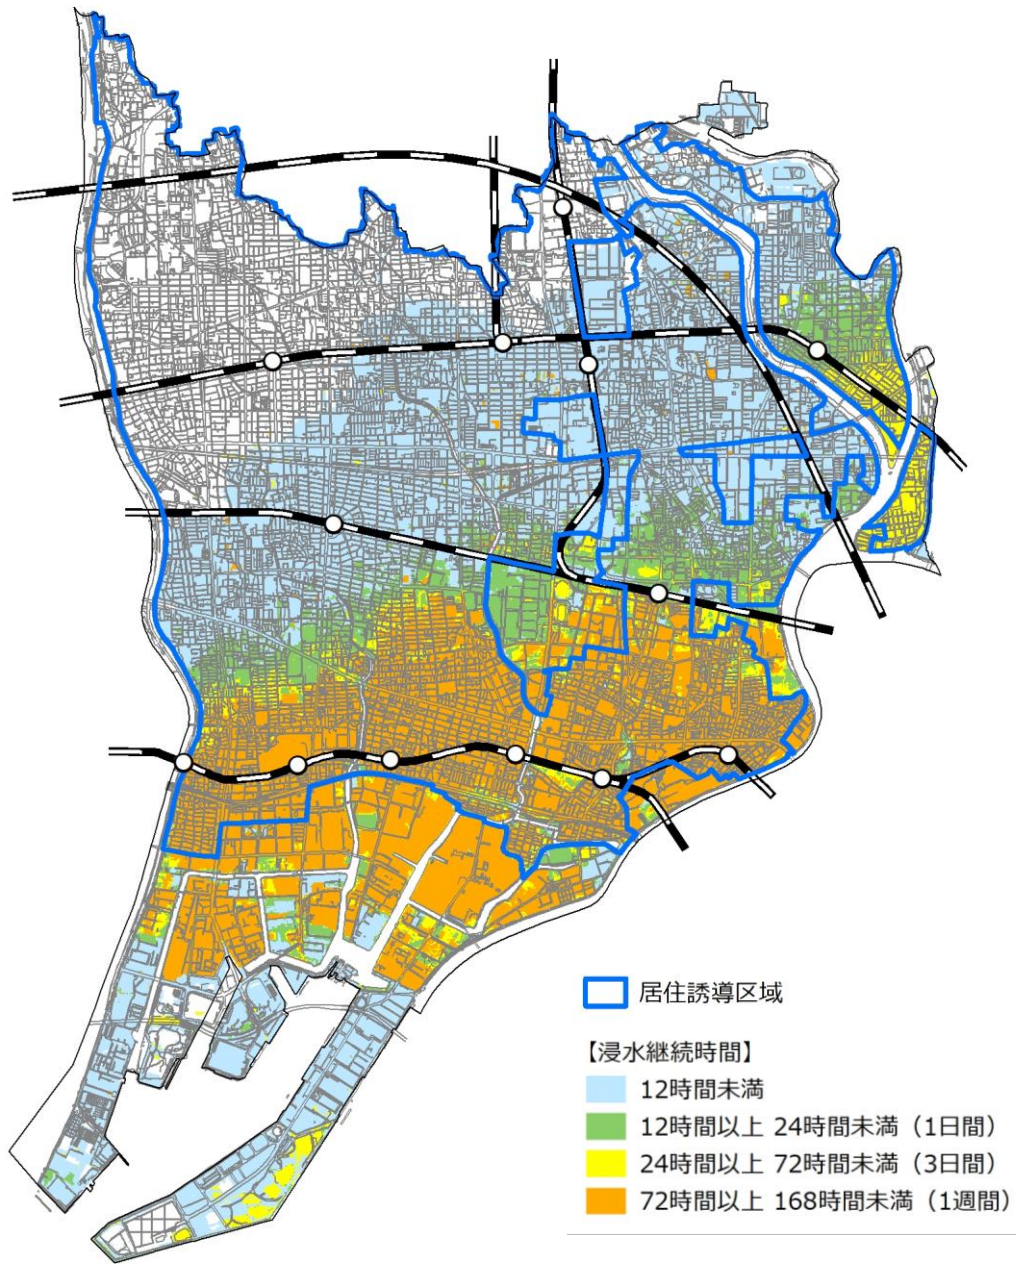 居住誘導区域
【浸水継続時間】
12時間未満
12時間以上 24時間未満（1日間）
24時間以上 72時間未満（3日間）
72時間以上 168時間未満（1週間）